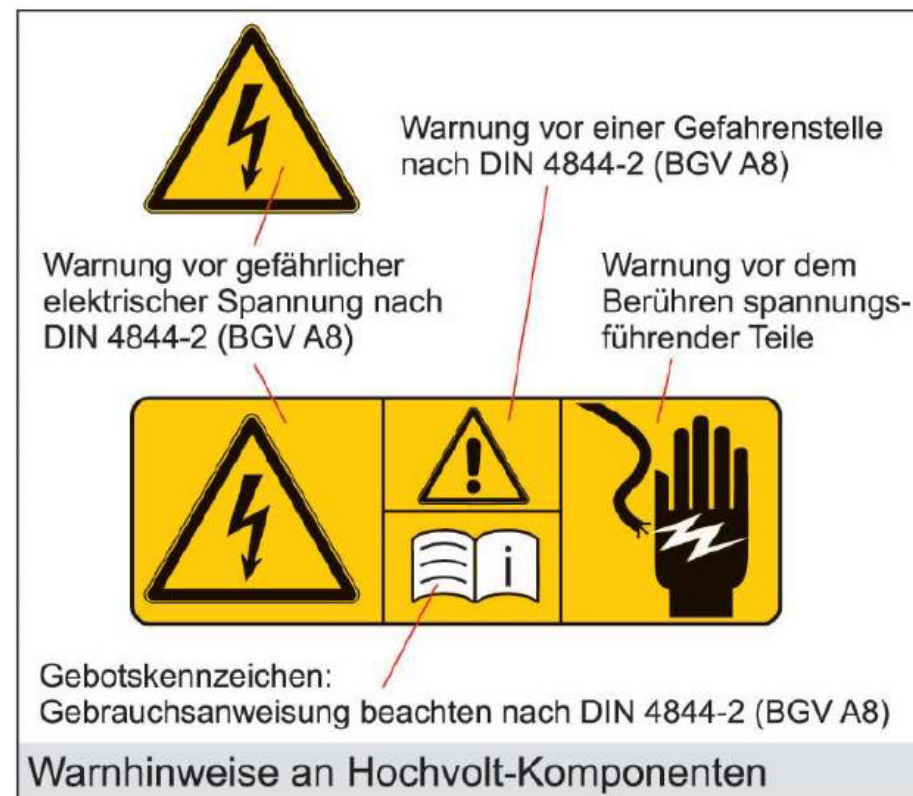 Warnung vor einer Gefahrenstelle
nach DIN 4844-2 (BGV A8)
Warnung vor gefährlicher
elektrischer Spannung nach
DIN 4844-2 (BGV A8)
Warnung vor dem
Berühren spannungs-
führender Teile
!
i
Gebotskennzeichen:
Gebrauchsanweisung beachten nach DIN 4844-2 (BGV A8)
Warnhinweise an Hochvolt-Komponenten